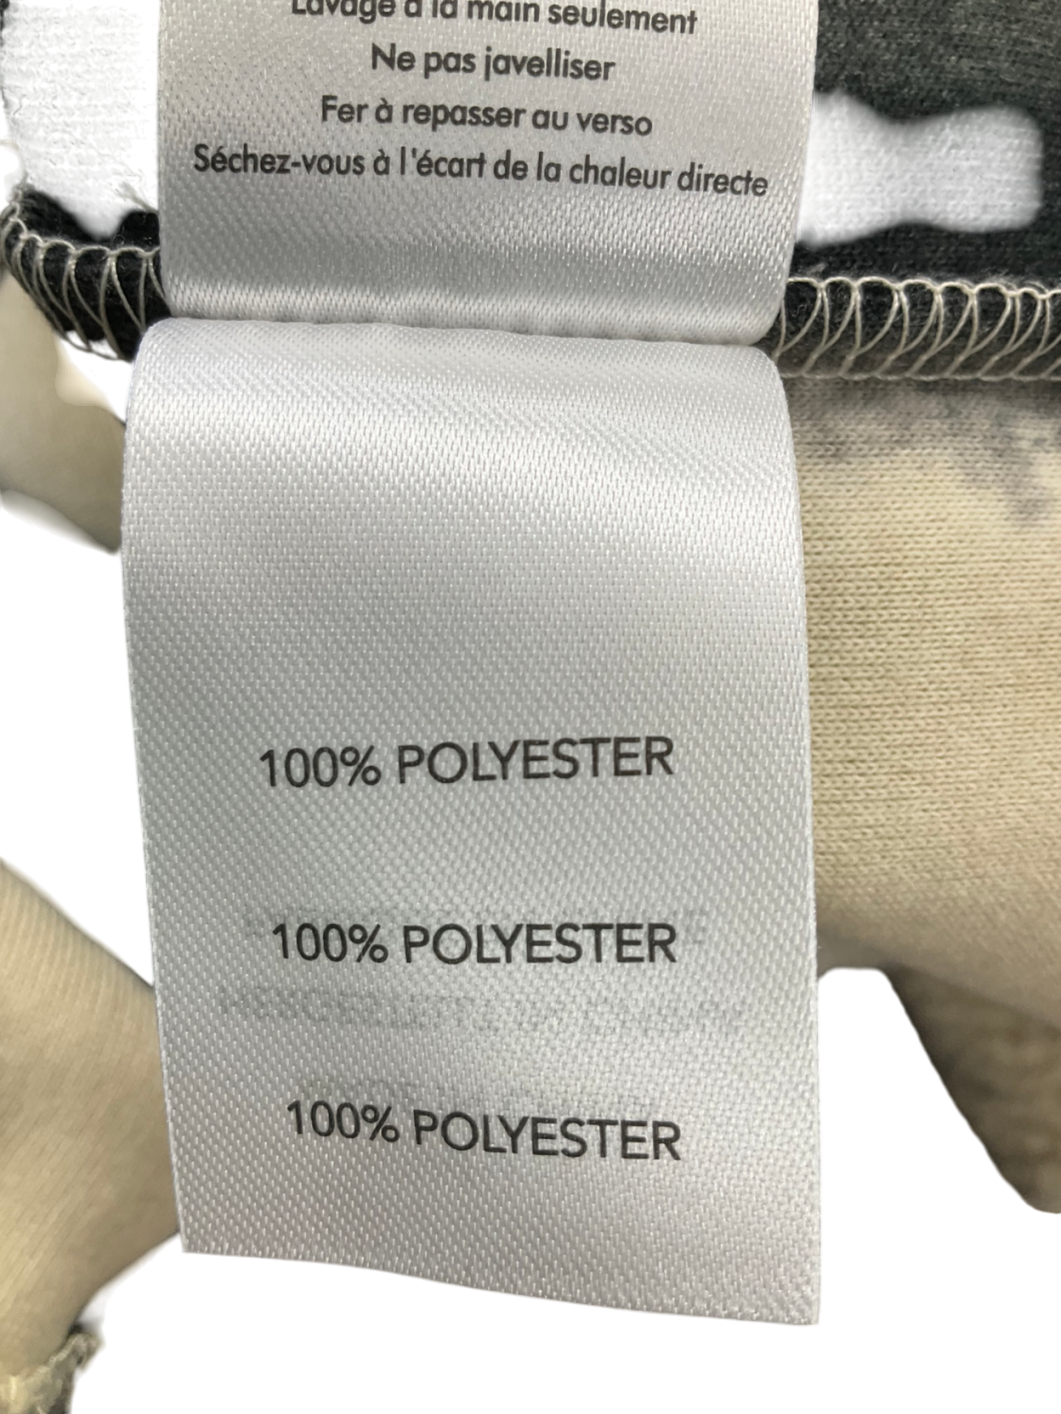 Lavage à la main seulement
Ne pas javelliser
Fer à repasser au verso
Séchez-vous à l'écart de la chaleur directe
100% POLYESTER
100% POLYESTER
100% POLYESTER